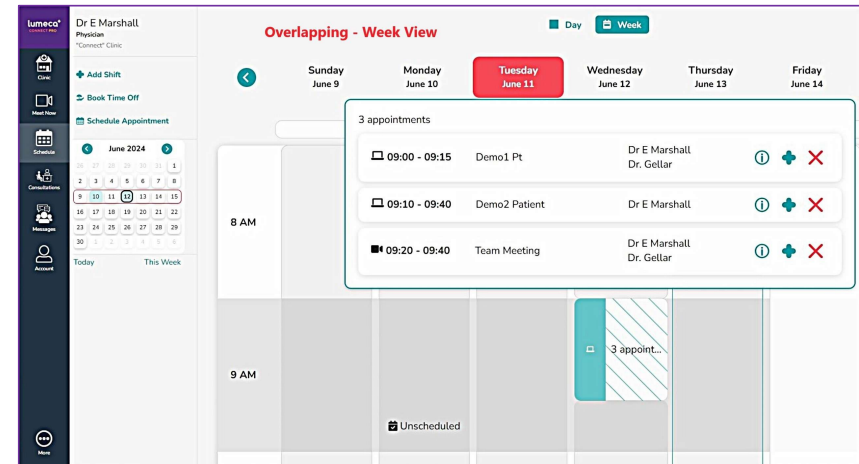 lumeca
CONNECT PRO
Clinic
Meet Now
Schedule
Consultations
Messages
Account
More
Dr E Marshall
Physician
"Connect" Clinic
Add Shift
Book Time Off
Schedule Appointment
June 2024
26 27 28 29 30 31 1
2 3 4 5 6 7 8
9 10 11 12 13 14 15
16 17 18 19 20 21 22
23 24 25 26 27 28 29
30 1 2 3 4 5 6
Today This Week
Overlapping - Week View
Day Week
Sunday Monday Tuesday Wednesday Thursday Friday
June 9 June 10 June 11 June 12 June 13 June 14
3 appointments
09:00 - 09:15 Demo1 Pt Dr E Marshall
Dr. Gellar
09:10 - 09:40 Demo2 Patient Dr E Marshall
09:20 - 09:40 Team Meeting Dr E Marshall
Dr. Gellar
8 AM
9 AM
3 appoint...
Unscheduled